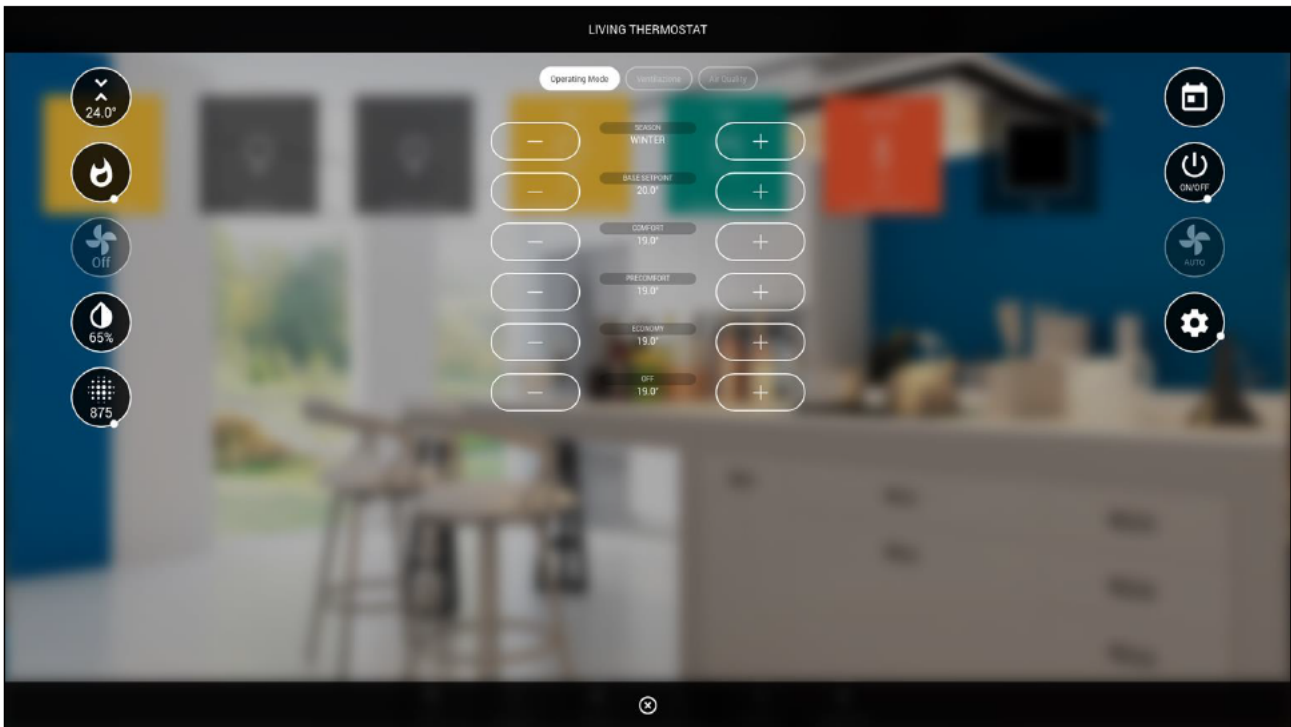 LIVING THERMOSTAT
Operating Mode
Ventilazione
Air Quality
24.0°
SEASON
WINTER
BASE SETPOINT
20.0°
ON/OFF
COMFORT
19.0°
Off
AUTO
PRECOMFORT
19.0°
65%
ECONOMY
19.0°
875
OFF
19.0°